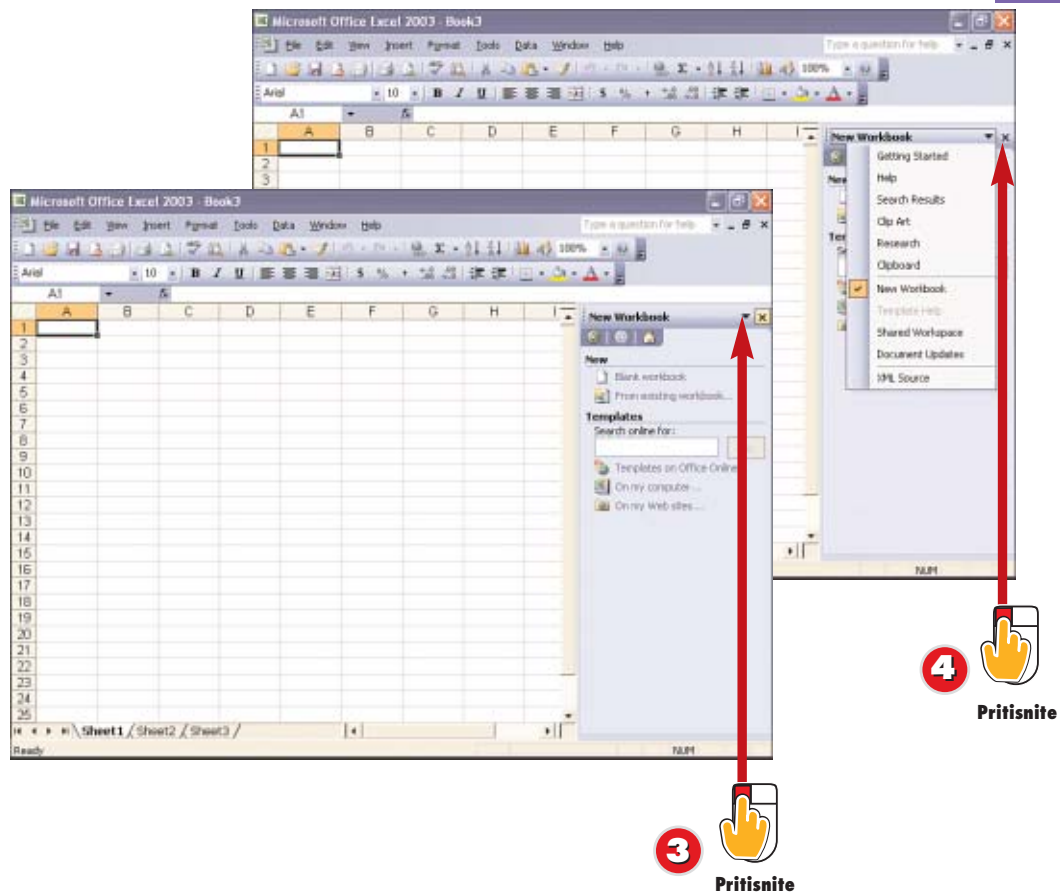 Microsoft Office Excel 2003 - Book3
File Edit View Insert Format Tools Data Window Help
Type a question for help
100%
Arial 10 B I U $ %
A1 fx
A B C D E F G H I
1
2
3
New Workbook
Getting Started
Help
Search Results
Clip Art
Research
Clipboard
New Workbook
Template Help
Shared Workspace
Document Updates
XML Source
New
NUM
Microsoft Office Excel 2003 - Book3
File Edit View Insert Format Tools Data Window Help
Type a question for help
100%
Arial 10 B I U $ %
A1 fx
A B C D E F G H I
1
2
3
4
5
6
7
8
9
10
11
12
13
14
15
16
17
18
19
20
21
22
23
24
25
New Workbook
New
Blank workbook
From existing workbook...
Templates
Search online for:
Templates on Office Online
On my computer...
On my Web sites...
Sheet1 / Sheet2 / Sheet3 /
Ready
NUM
4
Pritisnite
3
Pritisnite